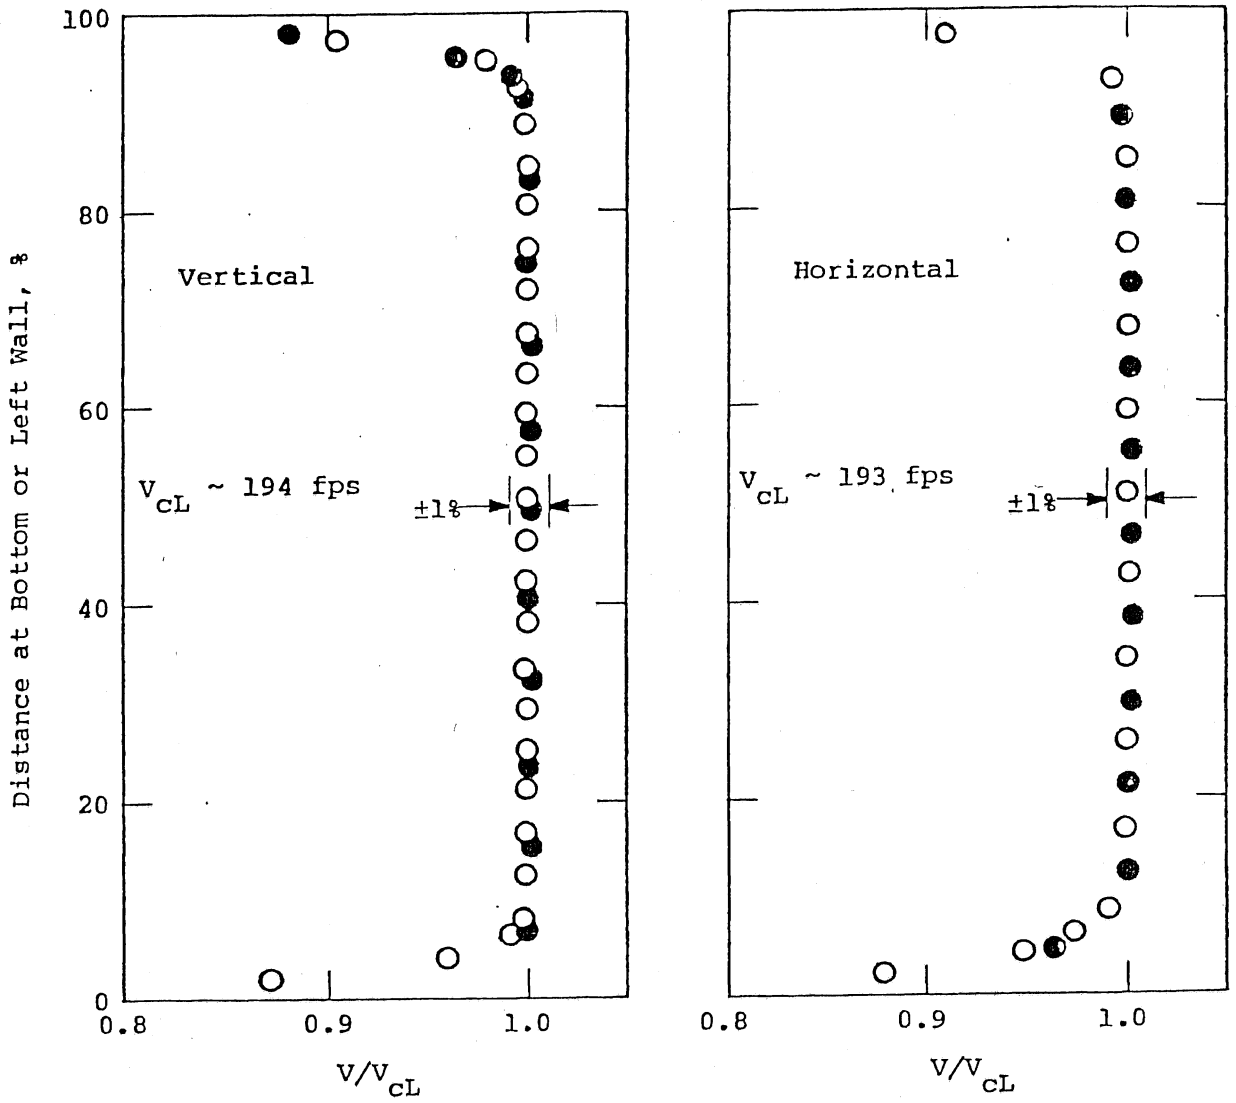 100
80
60
40
20
0
Distance at Bottom or Left Wall, %
Vertical
V_cL ~ 194 fps
±1%
0.8
0.9
1.0
V/V_cL
Horizontal
V_cL ~ 193 fps
±1%
0.8
0.9
1.0
V/V_cL